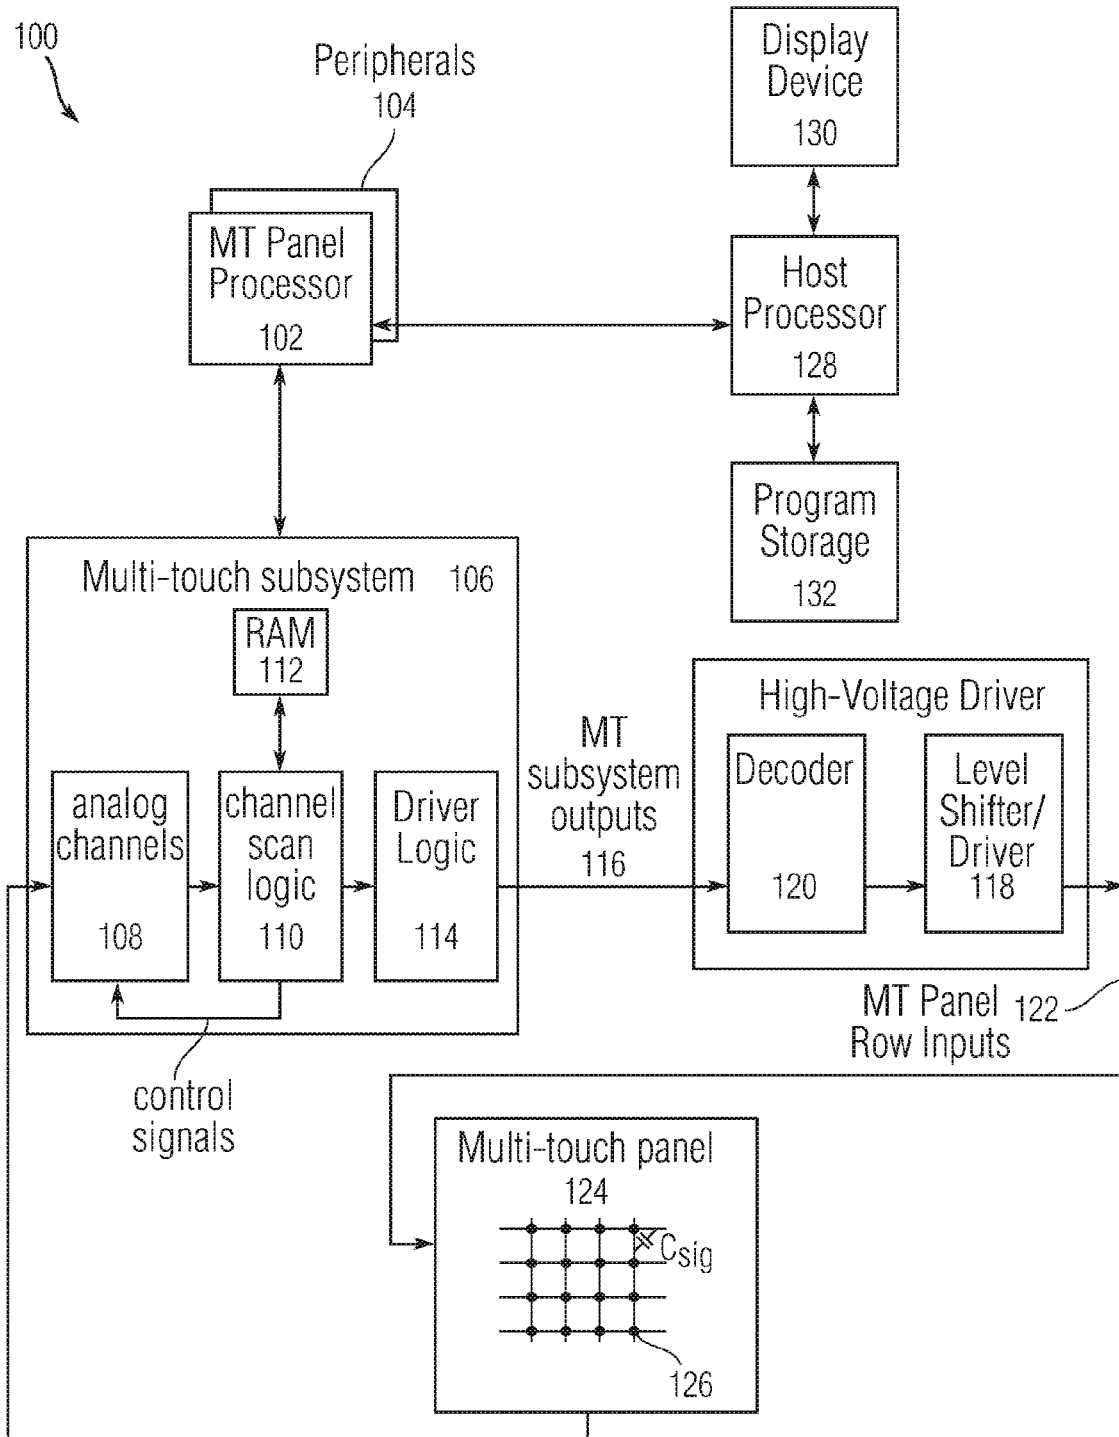 100
Peripherals
104
MT Panel
Processor
102
Display
Device
130
Host
Processor
128
Program
Storage
132
Multi-touch subsystem 106
RAM
112
analog
channels
108
channel
scan
logic
110
Driver
Logic
114
control
signals
MT
subsystem
outputs
116
High-Voltage Driver
Decoder
120
Level
Shifter/
Driver
118
MT Panel 122
Row Inputs
Multi-touch panel
124
Csig
126